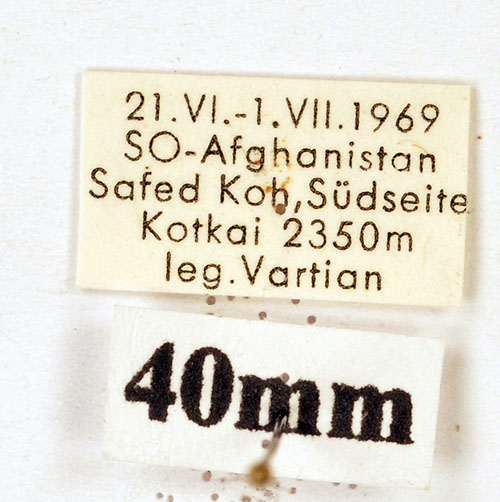 21.VI.-1.VII.1969
SO-Afghanistan
Safed Koh,Südseite
Kotkai 2350m
leg.Vartian
40mm